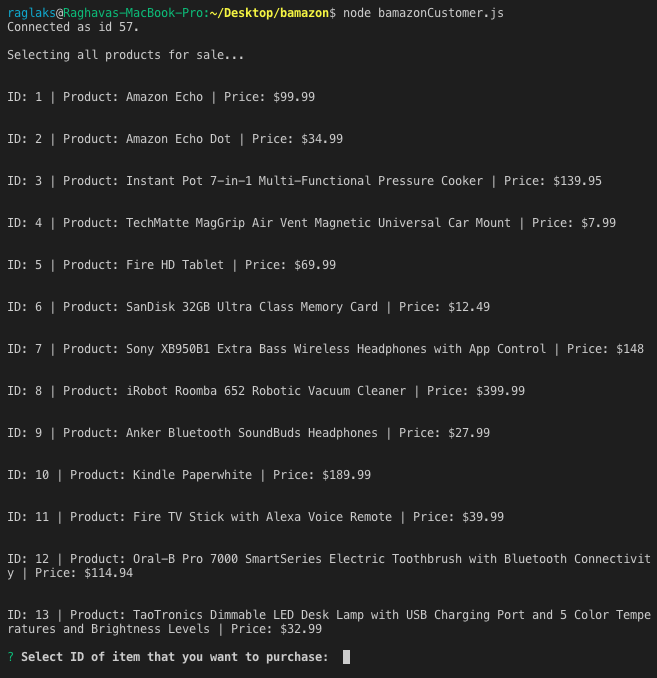 raglaks@Raghavas-MacBook-Pro:~/Desktop/bamazon$ node bamazonCustomer.js
Connected as id 57.
Selecting all products for sale...
ID: 1 | Product: Amazon Echo | Price: $99.99
ID: 2 | Product: Amazon Echo Dot | Price: $34.99
ID: 3 | Product: Instant Pot 7-in-1 Multi-Functional Pressure Cooker | Price: $139.95
ID: 4 | Product: TechMatte MagGrip Air Vent Magnetic Universal Car Mount | Price: $7.99
ID: 5 | Product: Fire HD Tablet | Price: $69.99
ID: 6 | Product: SanDisk 32GB Ultra Class Memory Card | Price: $12.49
ID: 7 | Product: Sony XB950B1 Extra Bass Wireless Headphones with App Control | Price: $148
ID: 8 | Product: iRobot Roomba 652 Robotic Vacuum Cleaner | Price: $399.99
ID: 9 | Product: Anker Bluetooth SoundBuds Headphones | Price: $27.99
ID: 10 | Product: Kindle Paperwhite | Price: $189.99
ID: 11 | Product: Fire TV Stick with Alexa Voice Remote | Price: $39.99
ID: 12 | Product: Oral-B Pro 7000 SmartSeries Electric Toothbrush with Bluetooth Connectivit
y | Price: $114.94
ID: 13 | Product: TaoTronics Dimmable LED Desk Lamp with USB Charging Port and 5 Color Tempe
ratures and Brightness Levels | Price: $32.99
? Select ID of item that you want to purchase: